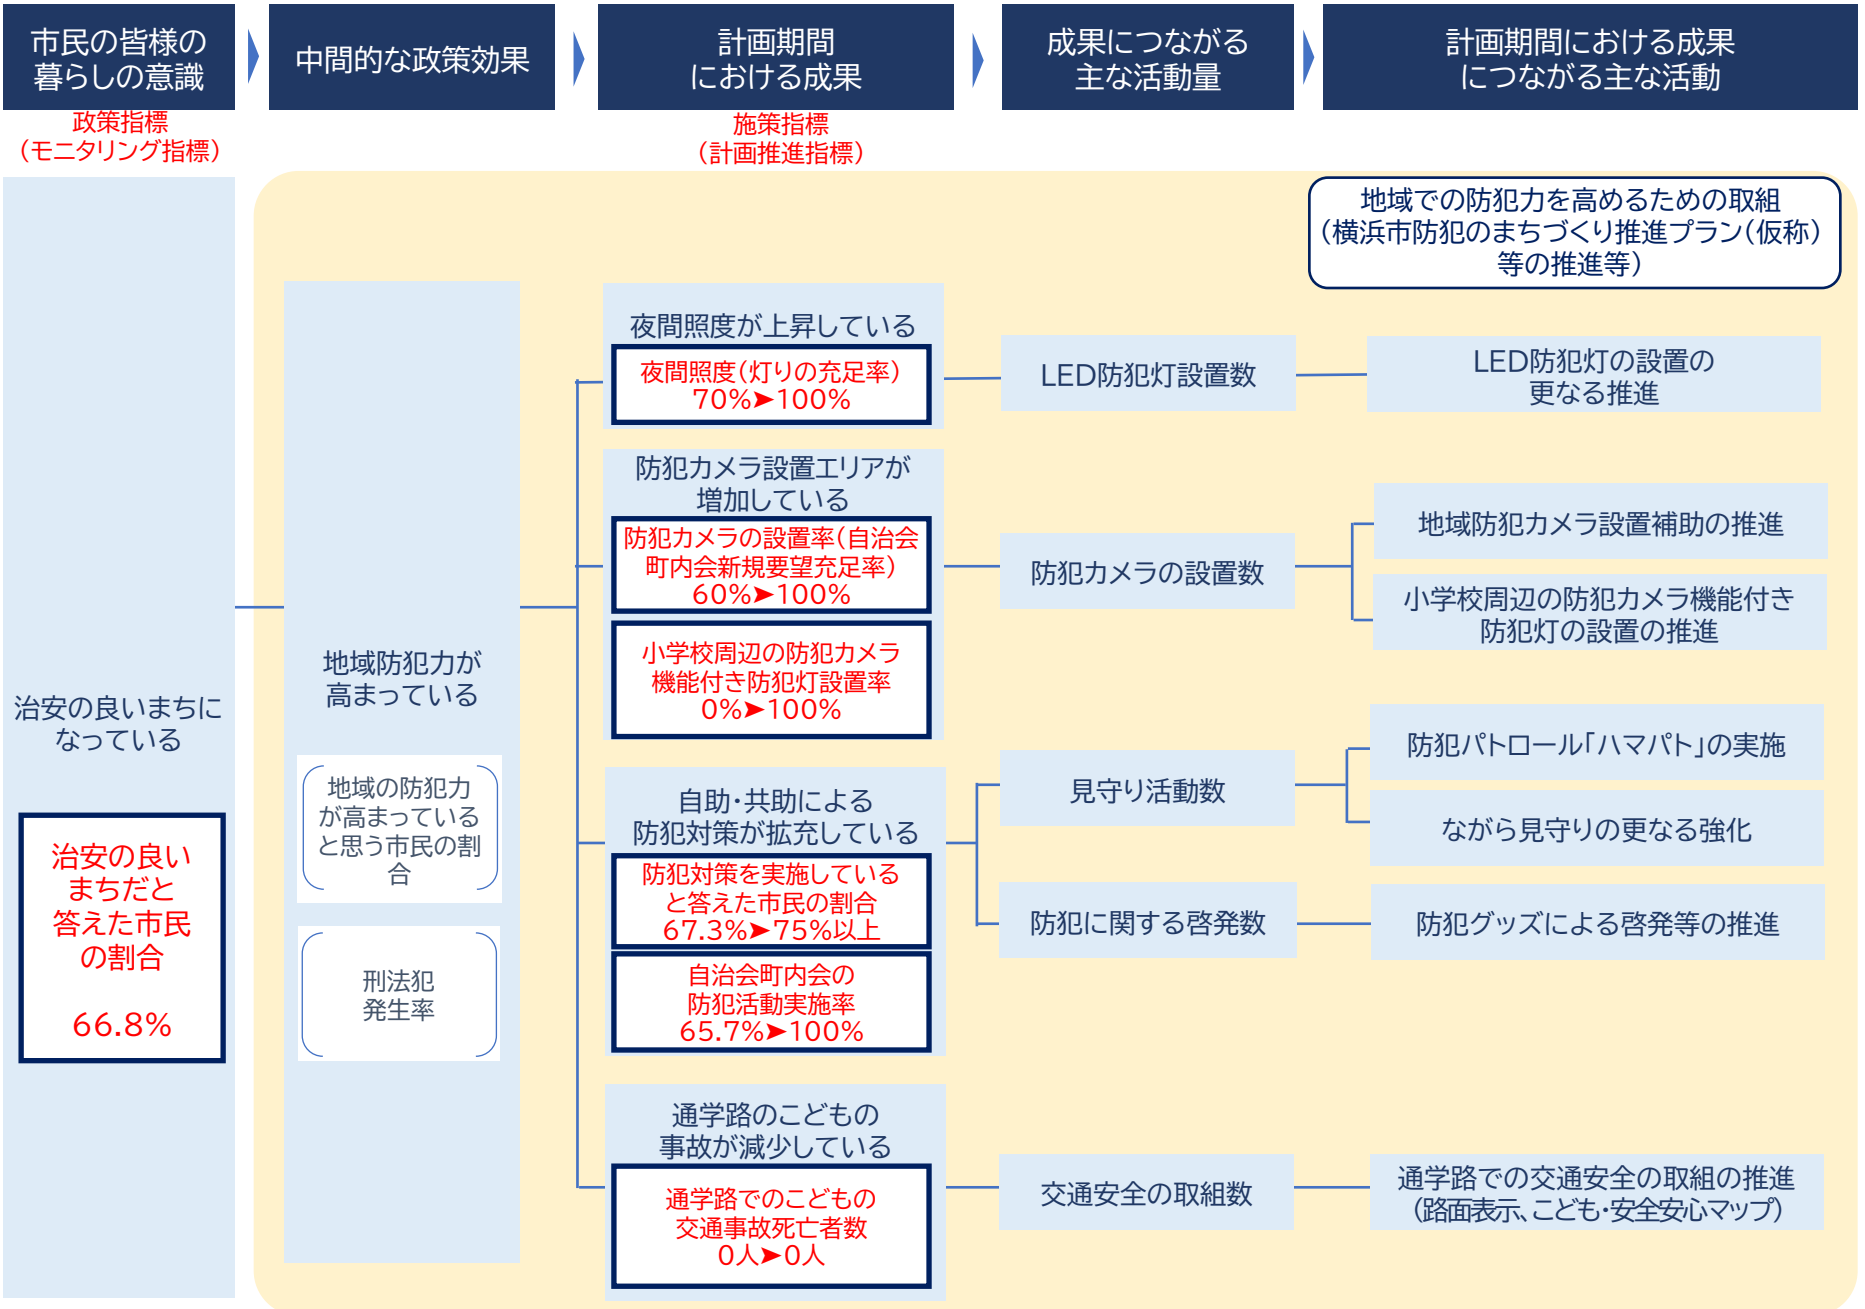 市民の皆様の
暮らしの意識
中間的な政策効果
計画期間
における成果
成果につながる
主な活動量
計画期間における成果
につながる主な活動
政策指標
(モニタリング指標)
施策指標
(計画推進指標)
地域での防犯力を高めるための取組
(横浜市防犯のまちづくり推進プラン(仮称)
等の推進等)
治安の良いまちに
なっている
治安の良い
まちだと
答えた市民
の割合
66.8%
地域防犯力が
高まっている
地域の防犯力
が高まっている
と思う市民の割
合
刑法犯
発生率
夜間照度が上昇している
夜間照度(灯りの充足率)
70%➤100%
LED防犯灯設置数
LED防犯灯の設置の
更なる推進
防犯カメラ設置エリアが
増加している
防犯カメラの設置率(自治会
町内会新規要望充足率)
60%➤100%
小学校周辺の防犯カメラ
機能付き防犯灯設置率
0%➤100%
防犯カメラの設置数
地域防犯カメラ設置補助の推進
小学校周辺の防犯カメラ機能付き
防犯灯の設置の推進
自助・共助による
防犯対策が拡充している
防犯対策を実施している
と答えた市民の割合
67.3%➤75%以上
自治会町内会の
防犯活動実施率
65.7%➤100%
見守り活動数
防犯パトロール「ハマパト」の実施
ながら見守りの更なる強化
防犯に関する啓発数
防犯グッズによる啓発等の推進
通学路のこどもの
事故が減少している
通学路でのこどもの
交通事故死亡者数
0人➤0人
交通安全の取組数
通学路での交通安全の取組の推進
(路面表示、こども・安全安心マップ)